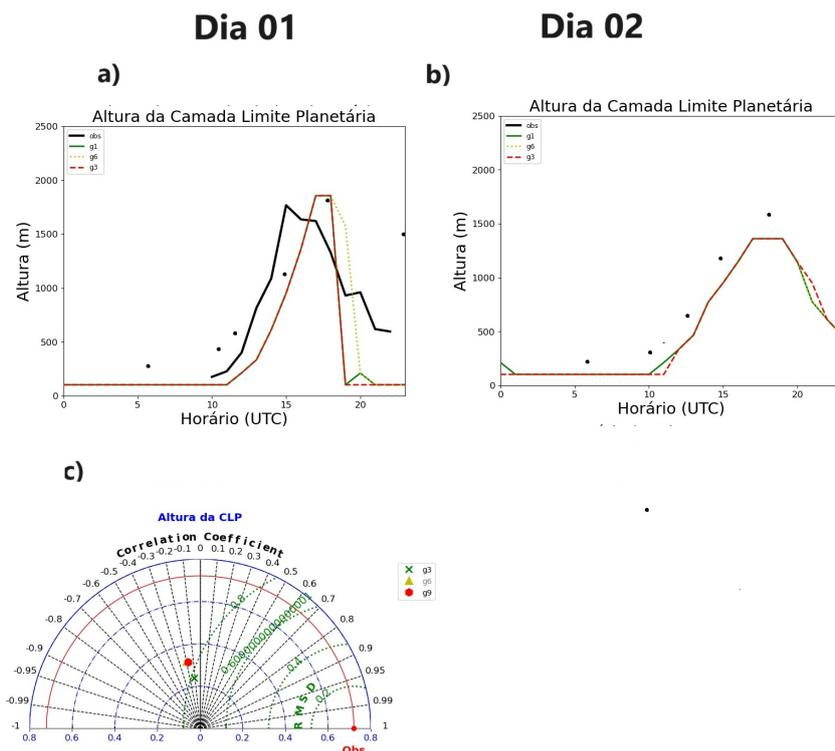 Dia 01
Dia 02
a)
b)
Altura da Camada Limite Planetária
2500
2000
1500
1000
500
0
Altura (m)
obs
g1
g6
g3
0
5
10
15
20
Horário (UTC)
Altura da Camada Limite Planetária
2500
2000
1500
1000
500
0
Altura (m)
obs
g1
g6
g3
0
5
10
15
20
Horário (UTC)
c)
Altura da CLP
Correlation Coefficient
-1
-0.99
-0.95
-0.9
-0.8
-0.7
-0.6
-0.5
-0.4
-0.3
-0.2
-0.1
0
0.1
0.2
0.3
0.4
0.5
0.6
0.7
0.8
0.9
0.95
0.99
1
0.8
0.4
0.2
RMSD
g3
g6
g9
0.8
0.6
0.4
0.2
0
0.2
0.4
0.6
0.8
Obs